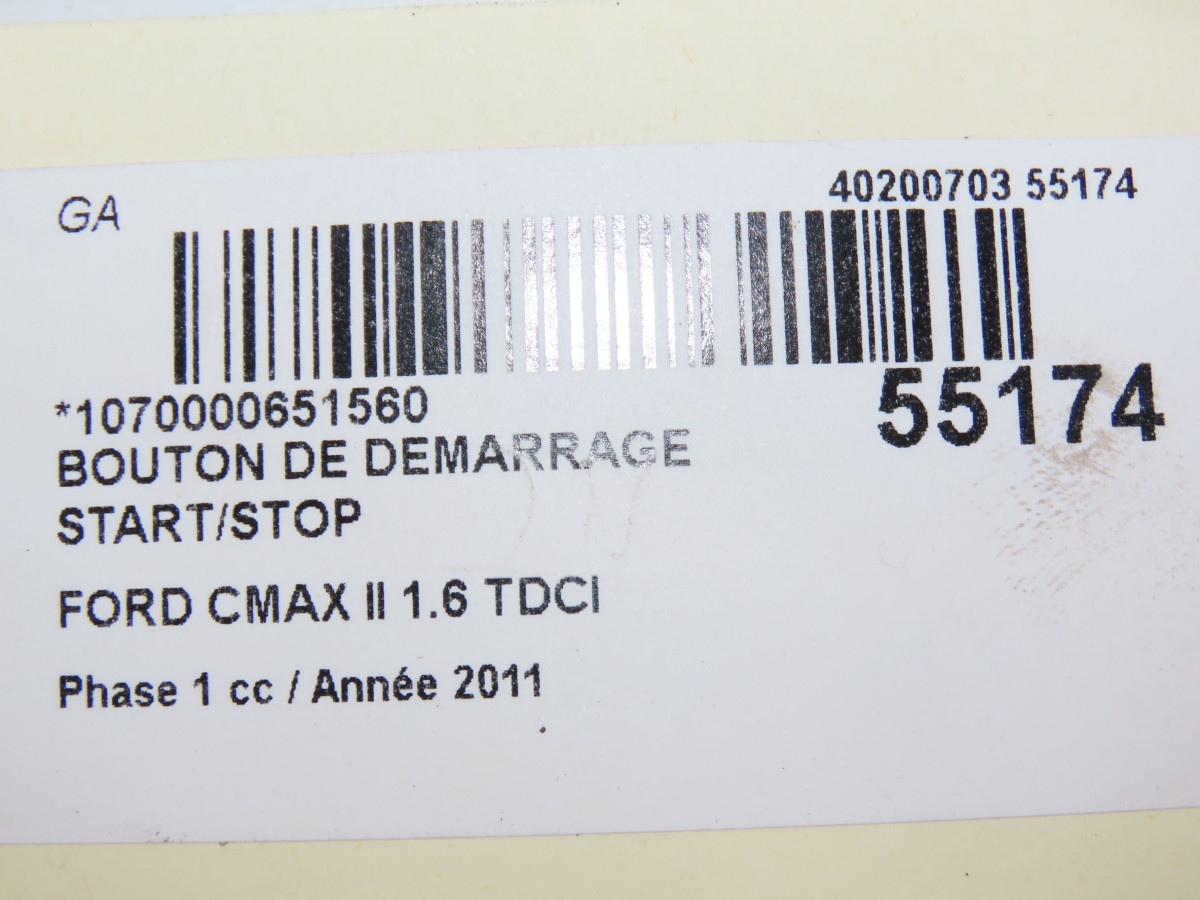 GA
40200703 55174
*1070000651560
55174
BOUTON DE DEMARRAGE
START/STOP
FORD CMAX II 1.6 TDCI
Phase 1 cc / Année 2011